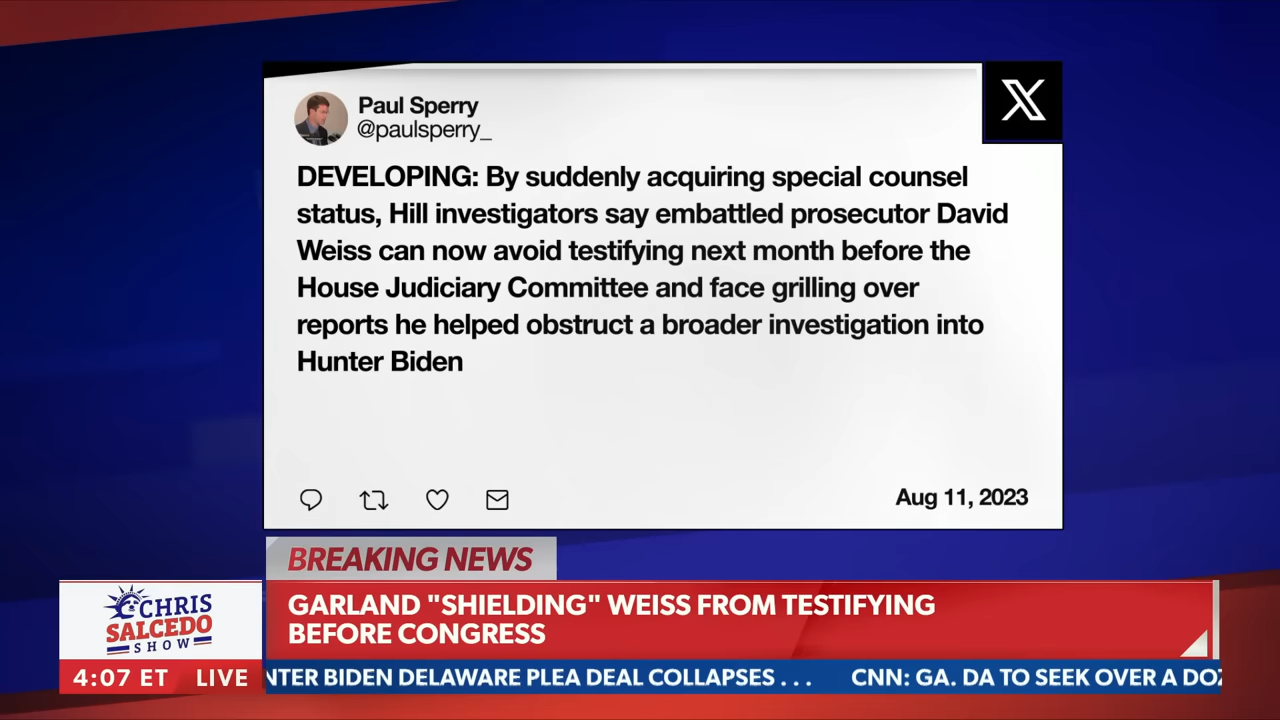 Paul Sperry
@paulsperry_
X
DEVELOPING: By suddenly acquiring special counsel
status, Hill investigators say embattled prosecutor David
Weiss can now avoid testifying next month before the
House Judiciary Committee and face grilling over
reports he helped obstruct a broader investigation into
Hunter Biden
Aug 11, 2023
BREAKING NEWS
GARLAND "SHIELDING" WEISS FROM TESTIFYING
BEFORE CONGRESS
CHRIS
SALCEDO
SHOW
4:07 ET LIVE
NTER BIDEN DELAWARE PLEA DEAL COLLAPSES . . . CNN: GA. DA TO SEEK OVER A DOZ